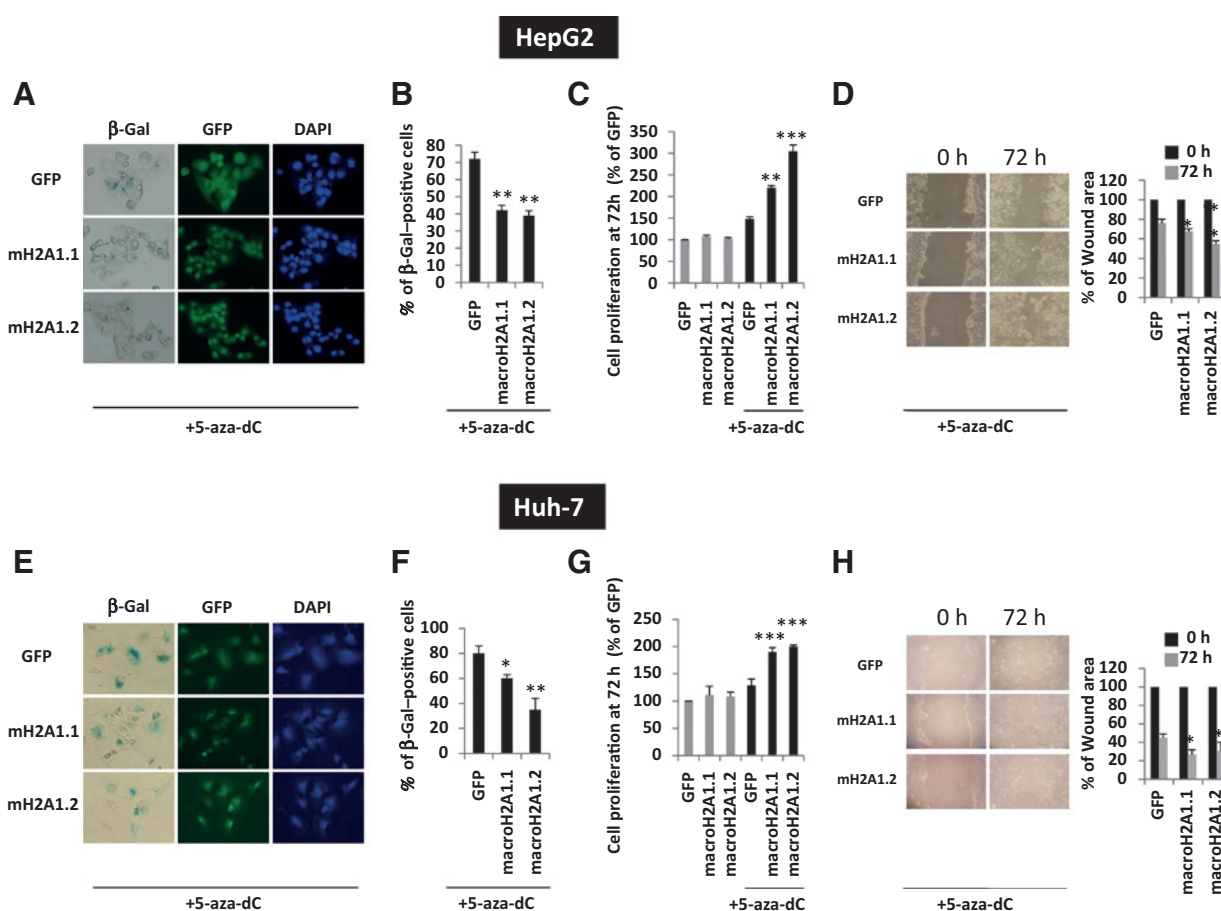 HepG2
A
β-Gal GFP DAPI
GFP
mH2A1.1
mH2A1.2
+5-aza-dC
B
% of β-Gal–positive cells
80
70
60
50
40
30
20
10
0
** **
GFP
macroH2A1.1
macroH2A1.2
+5-aza-dC
C
Cell proliferation at 72h (% of GFP)
350
300
250
200
150
100
50
0
** ***
GFP
macroH2A1.1
macroH2A1.2
GFP
macroH2A1.1
macroH2A1.2
+5-aza-dC
D
0 h 72 h
GFP
mH2A1.1
mH2A1.2
+5-aza-dC
0 h
72 h
% of Wound area
120
100
80
60
40
20
0
* **
GFP
macroH2A1.1
macroH2A1.2
Huh-7
E
β-Gal GFP DAPI
GFP
mH2A1.1
mH2A1.2
+5-aza-dC
F
% of β-Gal–positive cells
100
80
60
40
20
0
* **
GFP
macroH2A1.1
macroH2A1.2
+5-aza-dC
G
Cell proliferation at 72 h (% of GFP)
250
200
150
100
50
0
*** ***
GFP
macroH2A1.1
macroH2A1.2
GFP
macroH2A1.1
macroH2A1.2
+5-aza-dC
H
0 h 72 h
GFP
mH2A1.1
mH2A1.2
+5-aza-dC
0 h
72 h
% of Wound area
120
100
80
60
40
20
0
* *
GFP
macroH2A1.1
macroH2A1.2